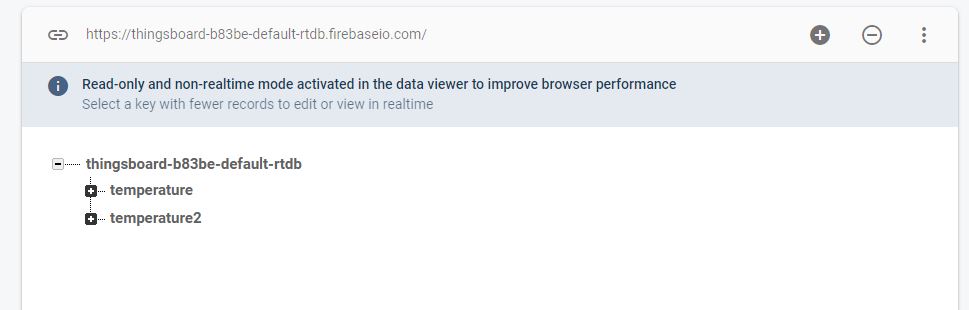 https://thingsboard-b83be-default-rtdb.firebaseio.com/
Read-only and non-realtime mode activated in the data viewer to improve browser performance
Select a key with fewer records to edit or view in realtime
thingsboard-b83be-default-rtdb
temperature
temperature2